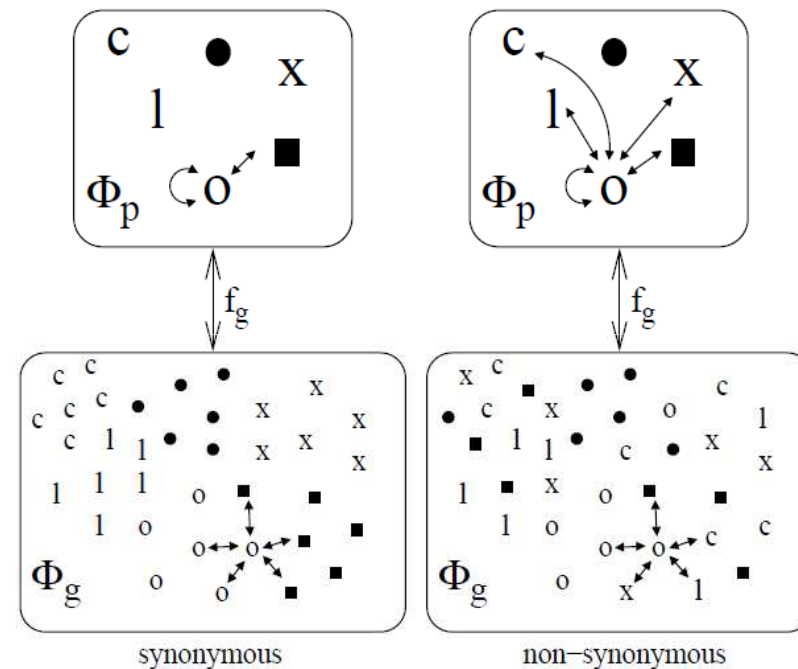 c
x
l
Φp
o
c
x
l
Φp
o
fg
fg
c c
x
c c c x x
c l l x x x
l l l o
l o
o o
Φg o o
x c c
c x o l
l l c x x
l x o
l o c c
o o
Φg o x l
synonymous
non-synonymous